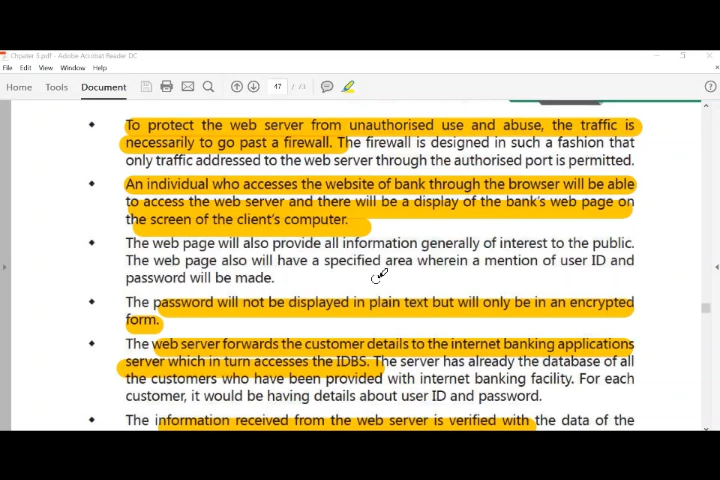 Chpater 5.pdf - Adobe Acrobat Reader DC
File Edit View Window Help
Home Tools Document 47 / 73
To protect the web server from unauthorised use and abuse, the traffic is
necessarily to go past a firewall. The firewall is designed in such a fashion that
only traffic addressed to the web server through the authorised port is permitted.
An individual who accesses the website of bank through the browser will be able
to access the web server and there will be a display of the bank's web page on
the screen of the client's computer.
The web page will also provide all information generally of interest to the public.
The web page also will have a specified area wherein a mention of user ID and
password will be made.
The password will not be displayed in plain text but will only be in an encrypted
form.
The web server forwards the customer details to the internet banking applications
server which in turn accesses the IDBS. The server has already the database of all
the customers who have been provided with internet banking facility. For each
customer, it would be having details about user ID and password.
The information received from the web server is verified with the data of the